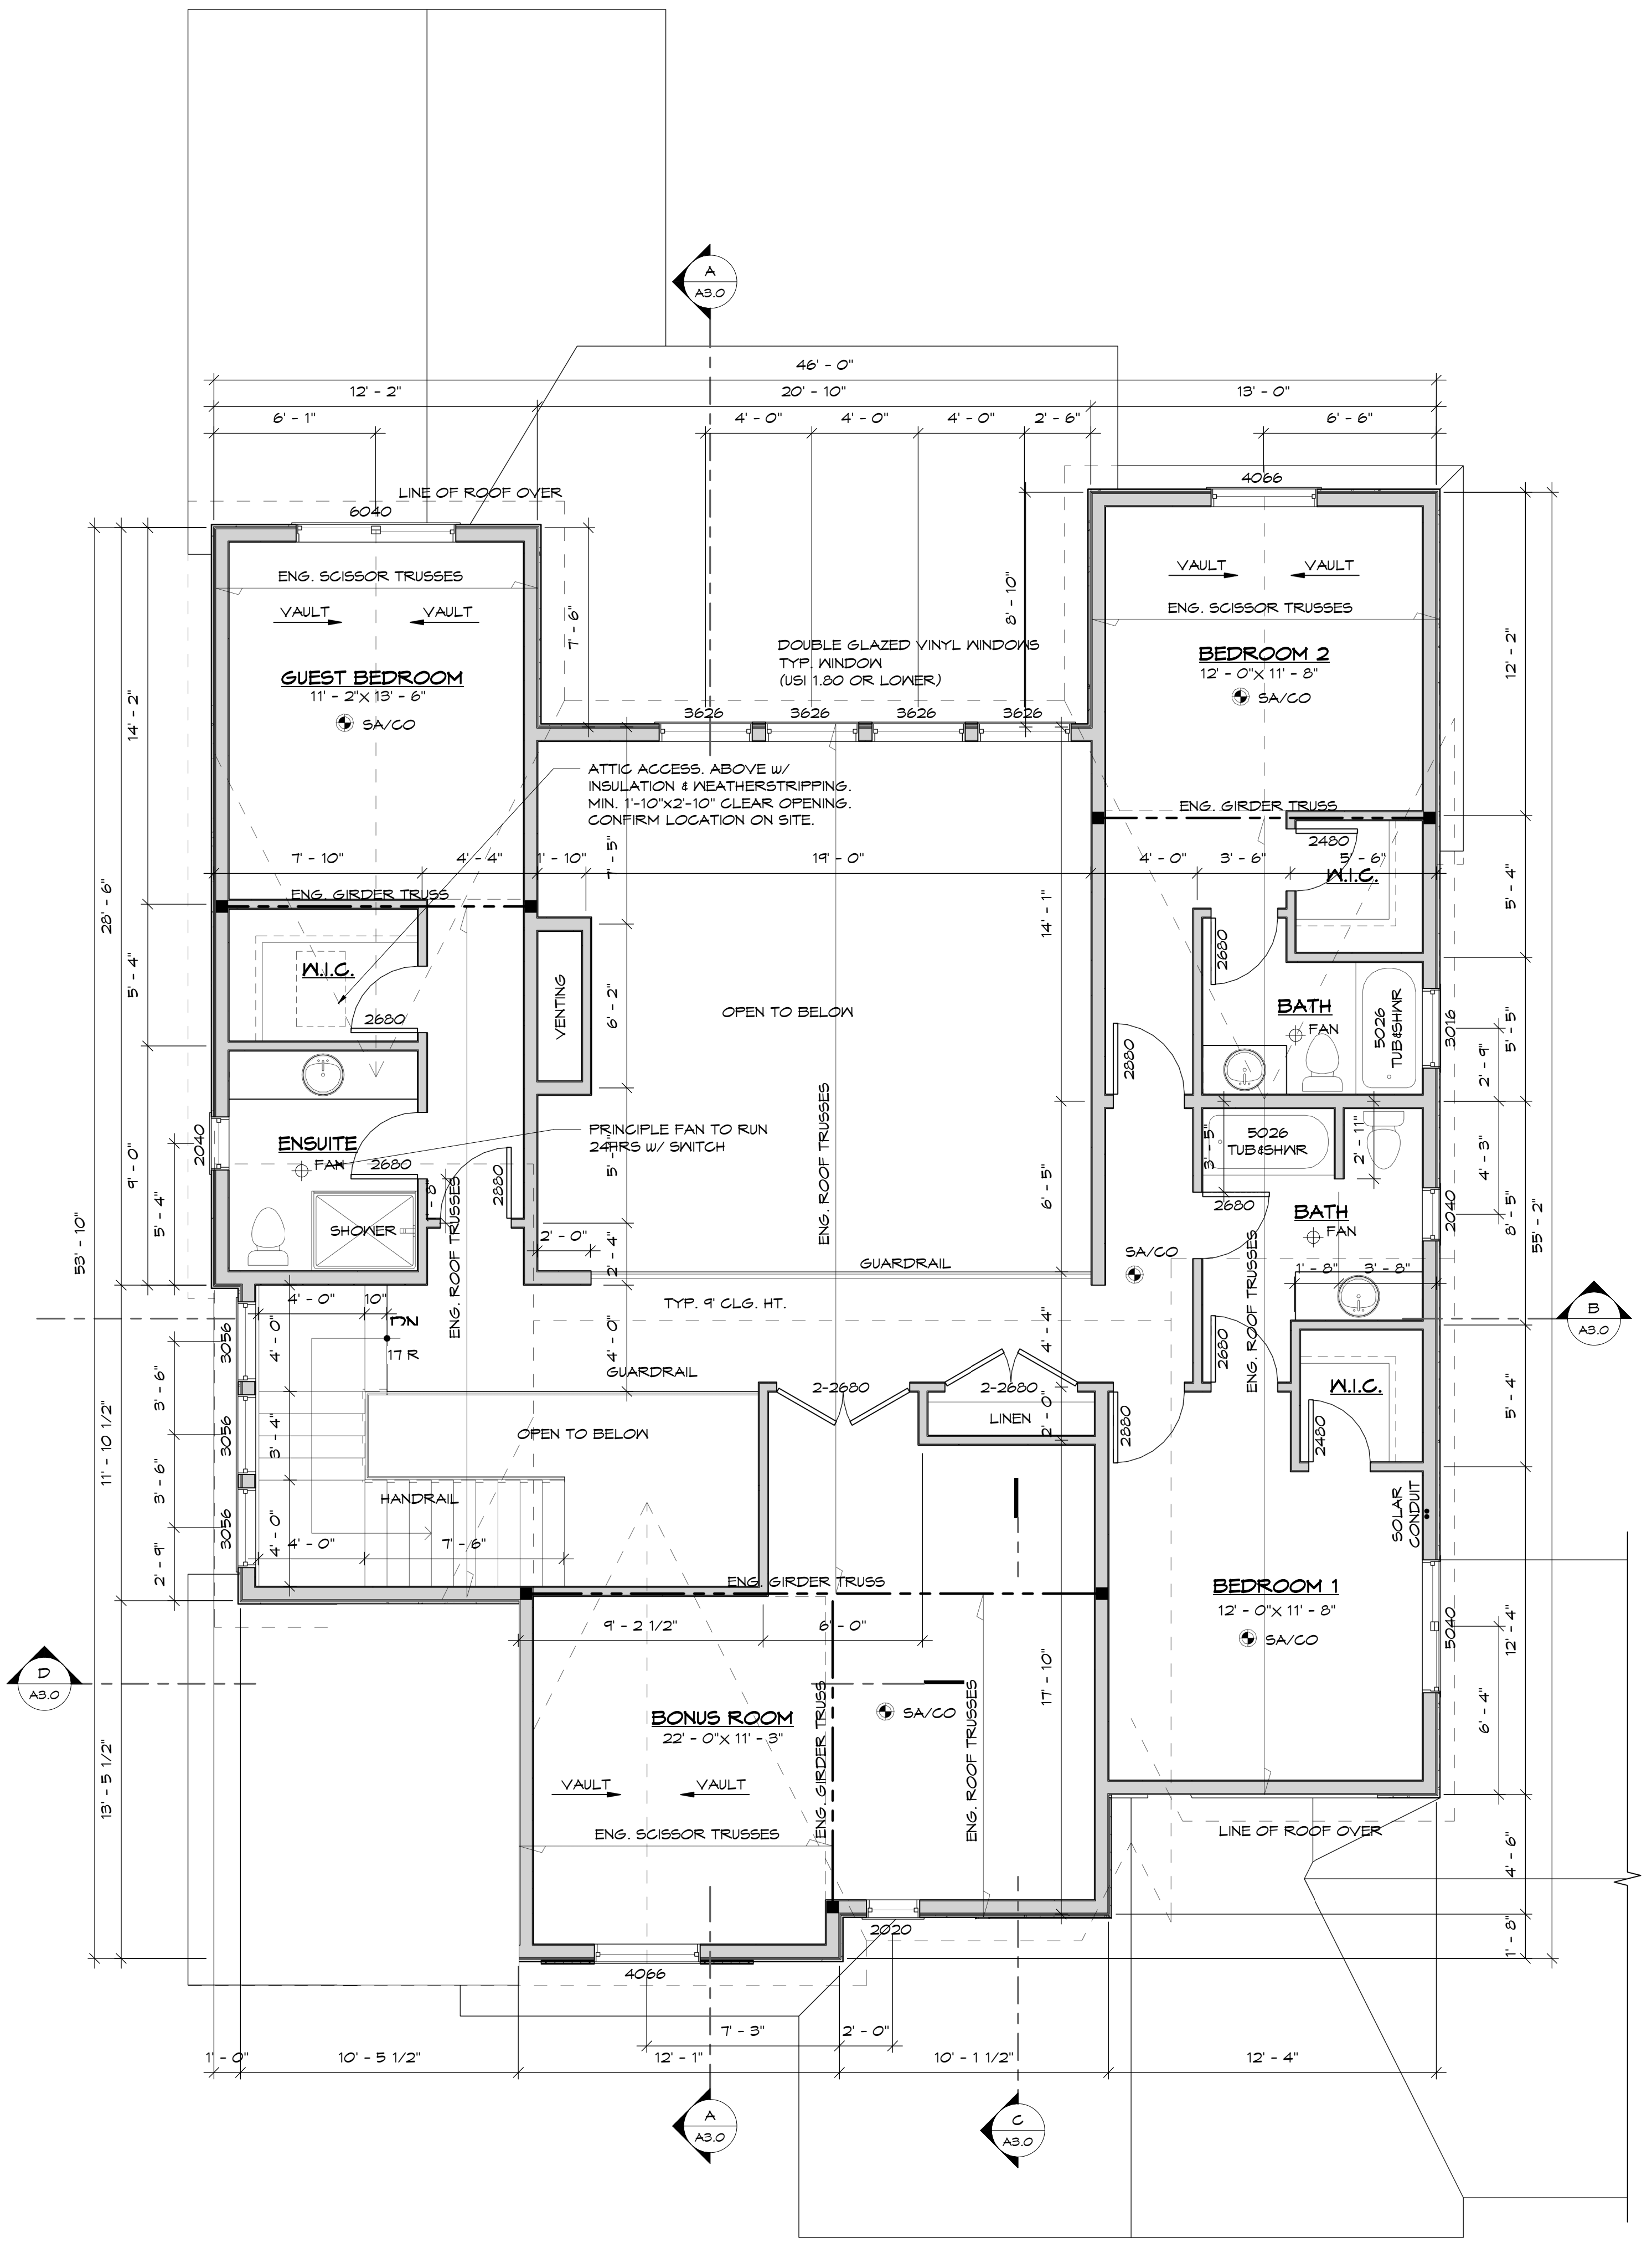 A
A3.0
46' - 0"
12' - 2"
20' - 10"
13' - 0"
6' - 1"
4' - 0"
4' - 0"
4' - 0"
2' - 6"
6' - 6"
LINE OF ROOF OVER
6040
4066
ENG. SCISSOR TRUSSES
VAULT
VAULT
GUEST BEDROOM
11' - 2"X 13' - 6"
SA/CO
7' - 6"
8' - 10"
DOUBLE GLAZED VINYL WINDOWS
TYP. WINDOW
(USI 1.80 OR LOWER)
3626
3626
3626
3626
VAULT
VAULT
ENG. SCISSOR TRUSSES
BEDROOM 2
12' - 0"X 11' - 8"
SA/CO
12' - 2"
14' - 2"
28' - 6"
53' - 10"
ATTIC ACCESS. ABOVE W/
INSULATION & WEATHERSTRIPPING.
MIN. 1'-10"x2'-10" CLEAR OPENING.
CONFIRM LOCATION ON SITE.
ENG. GIRDER TRUSS
2480
W.I.C.
7' - 10"
4' - 4"
1' - 10"
7' - 5"
19' - 0"
4' - 0"
3' - 6"
5' - 6"
5' - 4"
ENG. GIRDER TRUSS
W.I.C.
2680
5' - 4"
VENTING
6' - 2"
OPEN TO BELOW
14' - 1"
2680
BATH
FAN
5026
TUB&SHWR
3016
5' - 5"
2' - 9"
2880
ENG. ROOF TRUSSES
PRINCIPLE FAN TO RUN
24HRS W/ SWITCH
ENSUITE
FAN
2680
2040
9' - 0"
5' - 4"
SHOWER
ENG. ROOF TRUSSES
2880
2' - 0"
2' - 4"
6' - 5"
3' - 5"
5026
TUB&SHWR
2' - 11"
2680
BATH
FAN
2040
4' - 3"
8' - 5"
55' - 2"
SA/CO
GUARDRAIL
TYP. 9' CLG. HT.
1' - 8"
3' - 8"
ENG. ROOF TRUSSES
B
A3.0
4' - 0"
10"
DN
17 R
4' - 0"
3056
3056
3056
3' - 6"
3' - 6"
2' - 9"
11' - 10 1/2"
GUARDRAIL
4' - 0"
4' - 4"
2680
2-2680
2-2680
LINEN
2' - 0"
2880
W.I.C.
2480
5' - 4"
OPEN TO BELOW
3' - 4"
HANDRAIL
4' - 0"
4' - 0"
7' - 6"
SOLAR
CONDUIT
ENG. GIRDER TRUSS
BEDROOM 1
12' - 0"X 11' - 8"
SA/CO
5040
12' - 4"
6' - 4"
9' - 2 1/2"
6' - 0"
D
A3.0
BONUS ROOM
22' - 0"X 11' - 3"
SA/CO
17' - 10"
VAULT
VAULT
ENG. GIRDER TRUSS
ENG. ROOF TRUSSES
ENG. SCISSOR TRUSSES
13' - 5 1/2"
LINE OF ROOF OVER
4' - 6"
1' - 8"
2020
4066
7' - 3"
2' - 0"
1' - 0"
10' - 5 1/2"
12' - 1"
10' - 1 1/2"
12' - 4"
A
A3.0
C
A3.0